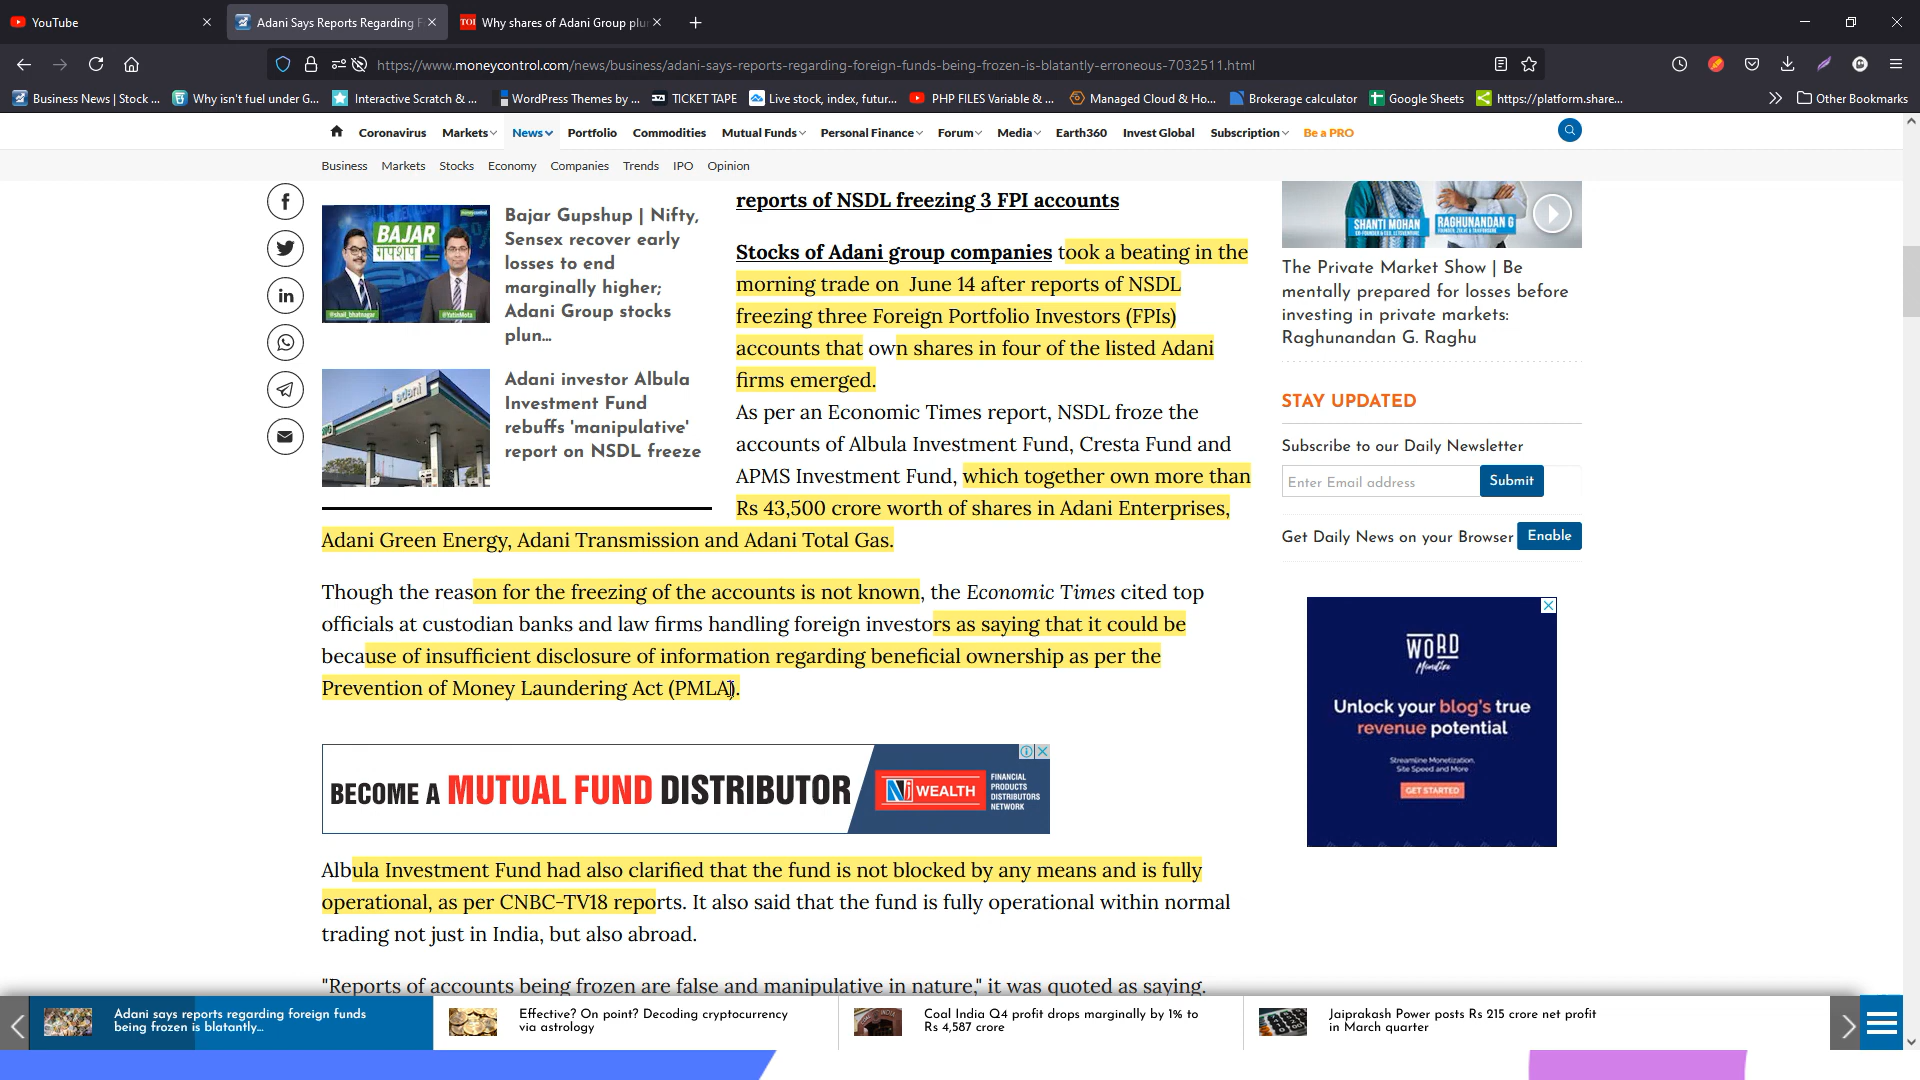 YouTube
Adani Says Reports Regarding F
TOI Why shares of Adani Group plu
https://www.moneycontrol.com/news/business/adani-says-reports-regarding-foreign-funds-being-frozen-is-blatantly-erroneous-7032511.html
Business News | Stock ...
Why isn't fuel under G...
Interactive Scratch & ...
WordPress Themes by ...
TICKET TAPE
Live stock, index, futur...
PHP FILES Variable & ...
Managed Cloud & Ho...
Brokerage calculator
Google Sheets
https://platform.share...
Other Bookmarks
Coronavirus Markets News Portfolio Commodities Mutual Funds Personal Finance Forum Media Earth360 Invest Global Subscription Be a PRO
Business Markets Stocks Economy Companies Trends IPO Opinion
BAJAR
गपशप
Bajar Gupshup | Nifty,
Sensex recover early
losses to end
marginally higher;
Adani Group stocks
plun...
adani
Adani investor Albula
Investment Fund
rebuffs 'manipulative'
report on NSDL freeze
reports of NSDL freezing 3 FPI accounts
Stocks of Adani group companies took a beating in the
morning trade on June 14 after reports of NSDL
freezing three Foreign Portfolio Investors (FPIs)
accounts that own shares in four of the listed Adani
firms emerged.
As per an Economic Times report, NSDL froze the
accounts of Albula Investment Fund, Cresta Fund and
APMS Investment Fund, which together own more than
Rs 43,500 crore worth of shares in Adani Enterprises,
Adani Green Energy, Adani Transmission and Adani Total Gas.
Though the reason for the freezing of the accounts is not known, the Economic Times cited top
officials at custodian banks and law firms handling foreign investors as saying that it could be
because of insufficient disclosure of information regarding beneficial ownership as per the
Prevention of Money Laundering Act (PMLA).
BECOME A MUTUAL FUND DISTRIBUTOR
NJ WEALTH
FINANCIAL
PRODUCTS
DISTRIBUTORS
NETWORK
Albula Investment Fund had also clarified that the fund is not blocked by any means and is fully
operational, as per CNBC-TV18 reports. It also said that the fund is fully operational within normal
trading not just in India, but also abroad.
"Reports of accounts being frozen are false and manipulative in nature," it was quoted as saying.
SHANTI MOHAN
RAGHUNANDAN G
The Private Market Show | Be
mentally prepared for losses before
investing in private markets:
Raghunandan G. Raghu
STAY UPDATED
Subscribe to our Daily Newsletter
Enter Email address
Submit
Get Daily News on your Browser
Enable
WORD
Unlock your blog's true
revenue potential
Streamline Monetization,
Site Speed and More
GET STARTED
Adani says reports regarding foreign funds
being frozen is blatantly...
Effective? On point? Decoding cryptocurrency
via astrology
Coal India Q4 profit drops marginally by 1% to
Rs 4,587 crore
Jaiprakash Power posts Rs 215 crore net profit
in March quarter